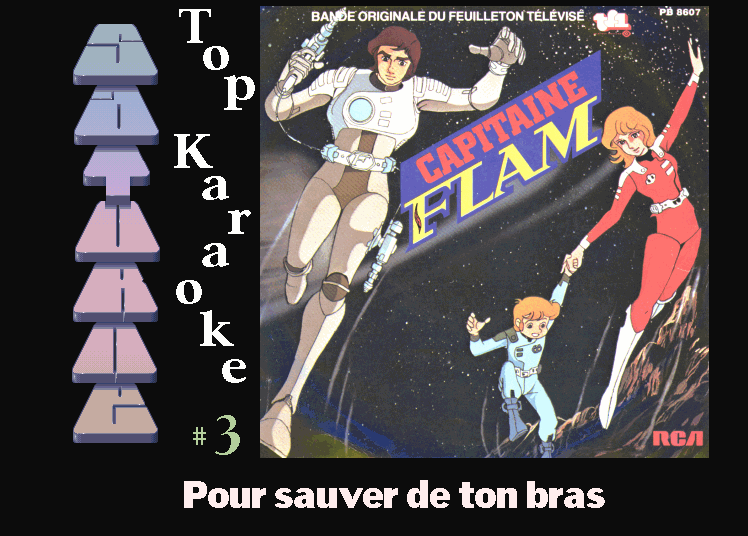 Top
Karaoke
# 3
BANDE ORIGINALE DU FEUILLETON TÉLÉVISÉ
PB 8607
CAPITAINE
FLAM
RCA
Pour sauver de ton bras